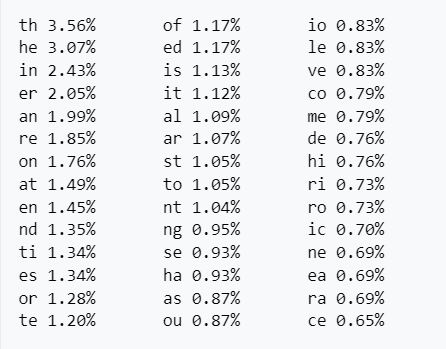 th 3.56% of 1.17% io 0.83%
he 3.07% ed 1.17% le 0.83%
in 2.43% is 1.13% ve 0.83%
er 2.05% it 1.12% co 0.79%
an 1.99% al 1.09% me 0.79%
re 1.85% ar 1.07% de 0.76%
on 1.76% st 1.05% hi 0.76%
at 1.49% to 1.05% ri 0.73%
en 1.45% nt 1.04% ro 0.73%
nd 1.35% ng 0.95% ic 0.70%
ti 1.34% se 0.93% ne 0.69%
es 1.34% ha 0.93% ea 0.69%
or 1.28% as 0.87% ra 0.69%
te 1.20% ou 0.87% ce 0.65%